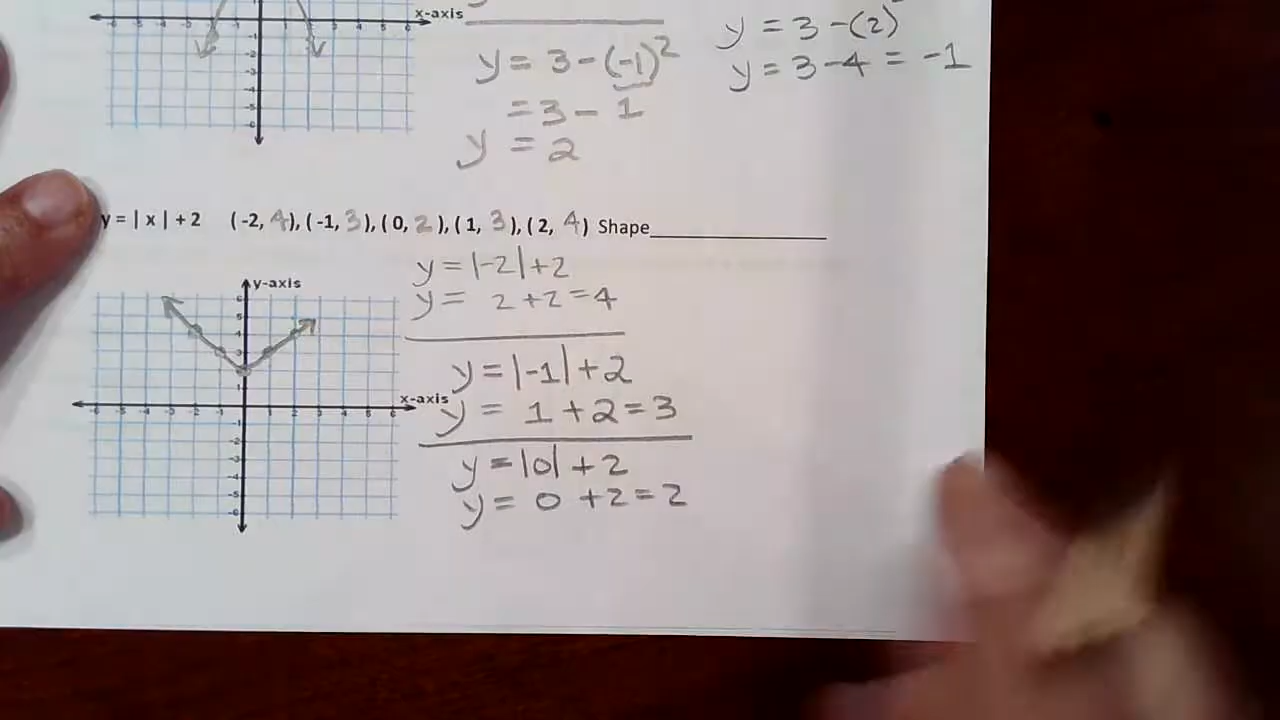 x-axis
y = 3 - (2)
y = 3 - (-1)²
y = 3 - 4 = -1
= 3 - 1
y = 2
y = | x | + 2 ( -2, 4), ( -1, 3 ), ( 0, 2 ), ( 1, 3 ), ( 2, 4 ) Shape_______________
y = |-2| + 2
y-axis
y = 2 + 2 = 4
y = |-1| + 2
x-axis
y = 1 + 2 = 3
y = |0| + 2
y = 0 + 2 = 2